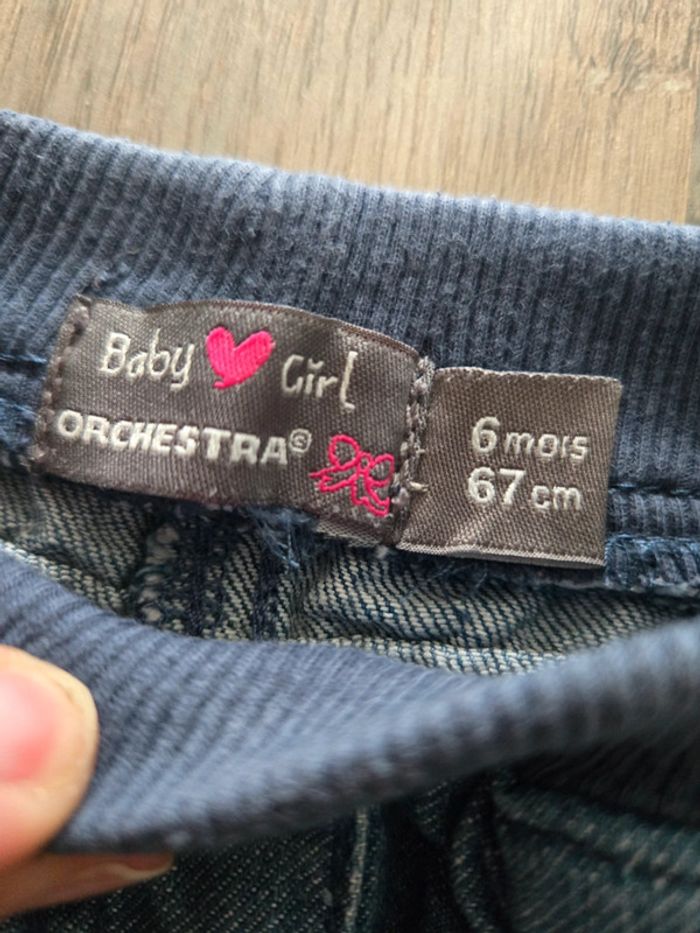 Baby Girl
ORCHESTRA®
6 mois
67 cm